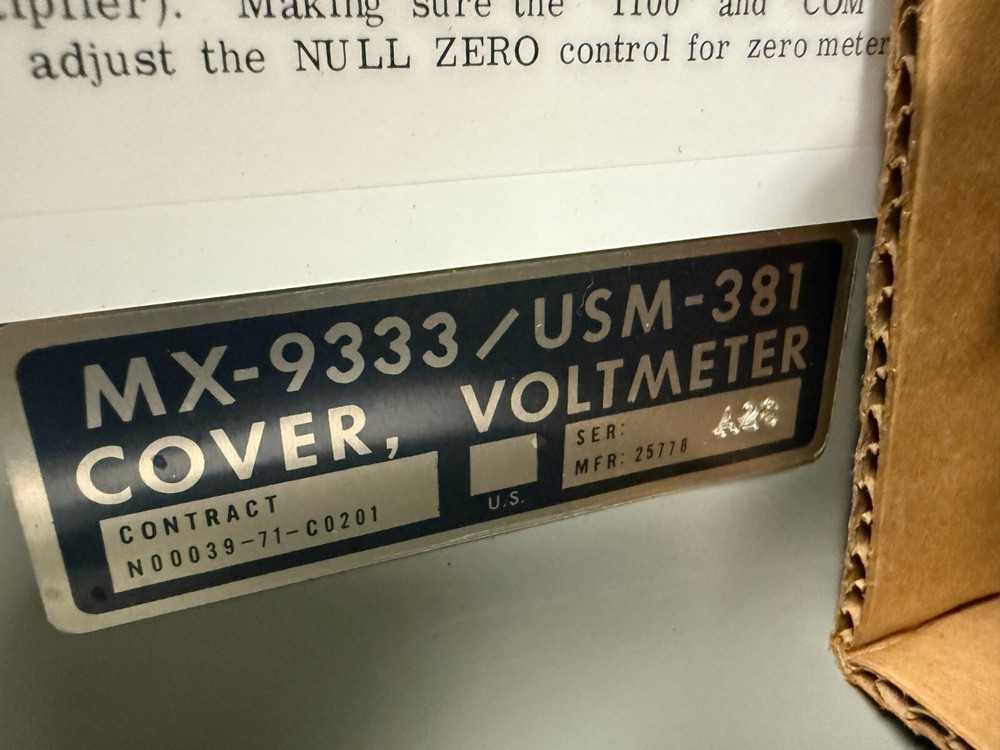 Making sure the 1100 and COM
adjust the NULL ZERO control for zero meter
MX-9333/USM-381
COVER, VOLTMETER
CONTRACT
N00039-71-C0201
U.S.
SER:
MFR: 25778